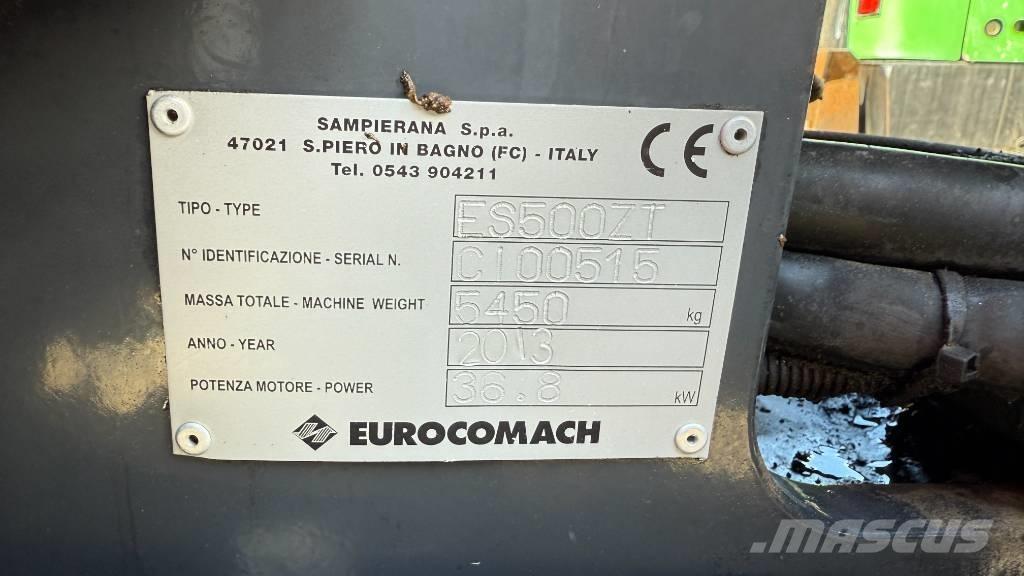 SAMPIERANA S.p.a.
47021 S.PIERO IN BAGNO (FC) - ITALY
Tel. 0543 904211
CE
TIPO - TYPE ES500ZT
N° IDENTIFICAZIONE - SERIAL N. CI00515
MASSA TOTALE - MACHINE WEIGHT 5450 kg
ANNO - YEAR 2013
POTENZA MOTORE - POWER 36.8 kW
EUROCOMACH
MASCUS